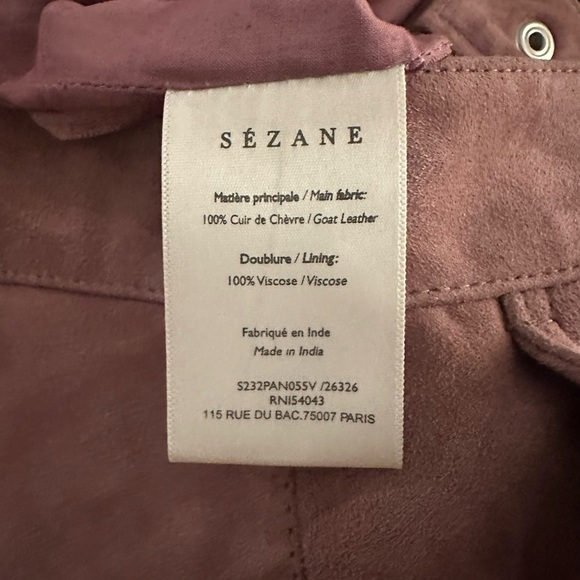 SÉZANE
Matière principale / Main fabric:
100% Cuir de Chèvre / Goat Leather
Doublure / Lining:
100% Viscose / Viscose
Fabriqué en Inde
Made in India
S232PAN055V /26326
RN154043
115 RUE DU BAC.75007 PARIS